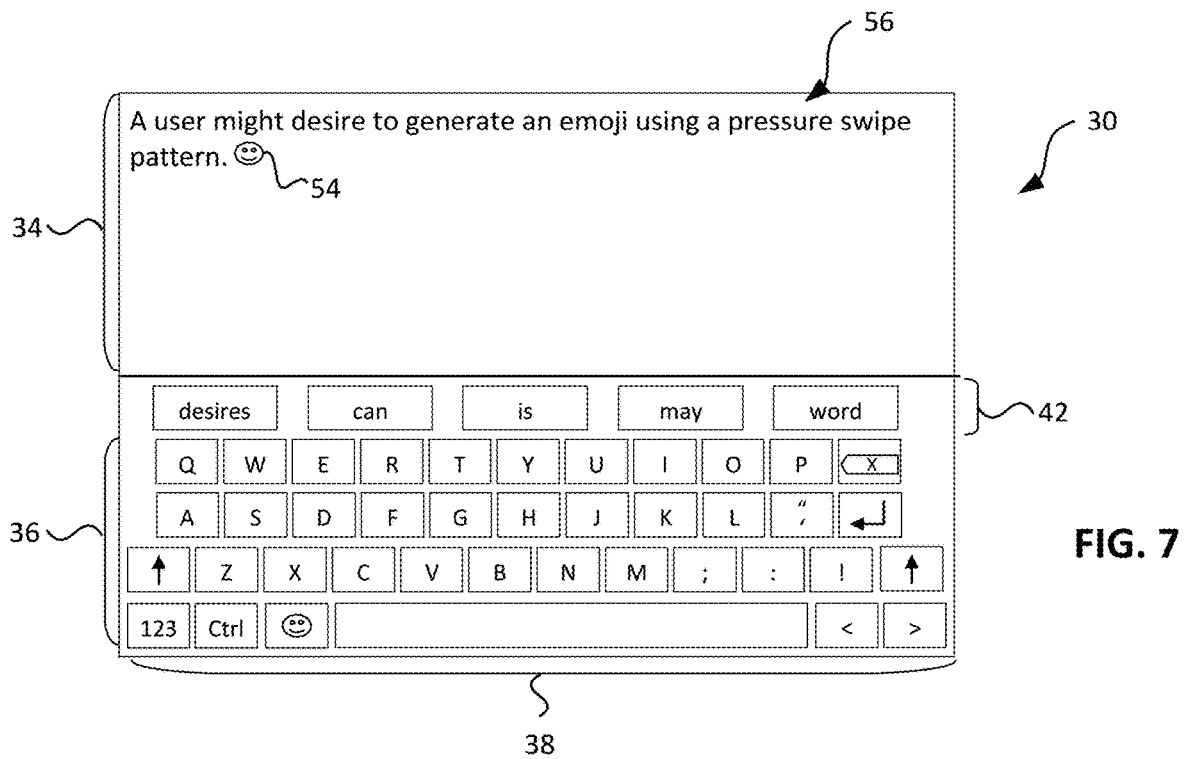 56
A user might desire to generate an emoji using a pressure swipe
pattern. ☺
54
30
34
desires can is may word
42
Q W E R T Y U I O P X
A S D F G H J K L “ ,
36
FIG. 7
Z X C V B N M ; : !
123 Ctrl ☺ < >
38